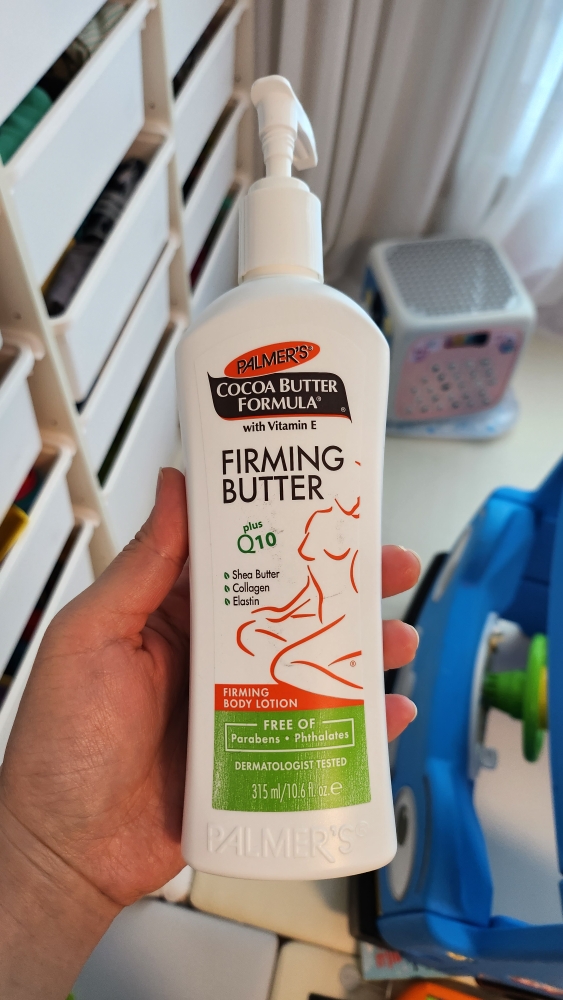 PALMER'S®
COCOA BUTTER
FORMULA®
with Vitamin E
FIRMING
BUTTER
plus
Q10
Shea Butter
Collagen
Elastin
FIRMING
BODY LOTION
FREE OF
Parabens • Phthalates
DERMATOLOGIST TESTED
315 ml/10.6 fl. oz. e
PALMER'S®